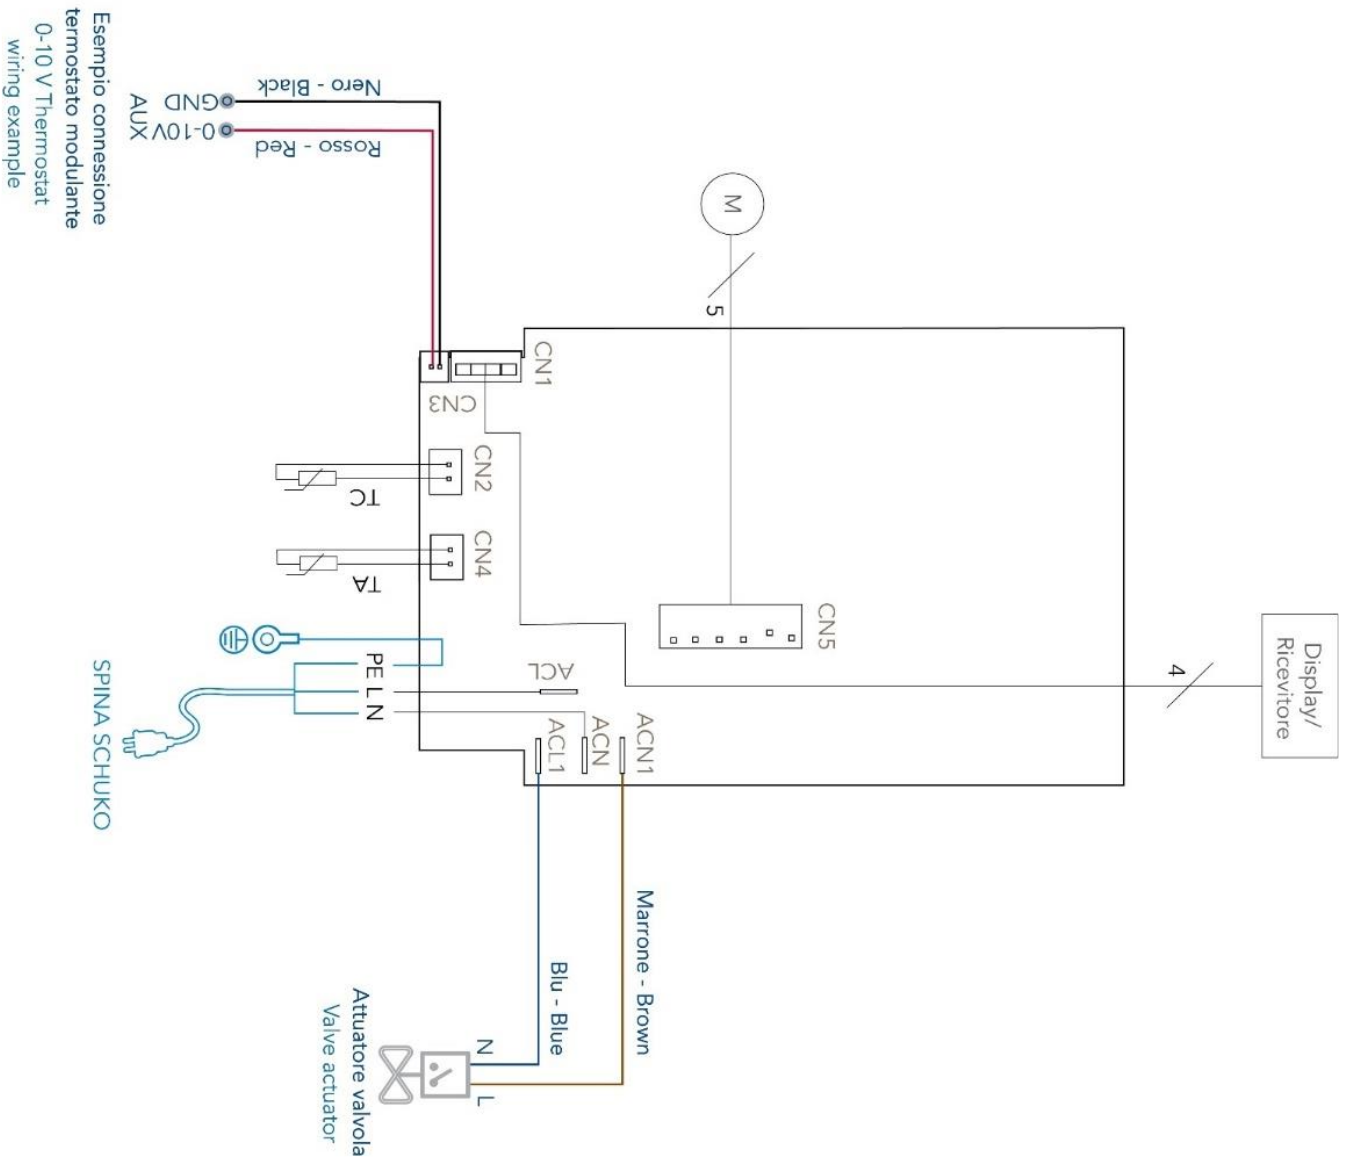 Esempio connessione
termostato modulante
0-10 V Thermostat
wiring example
AUX
GND
0-10V
Nero - Black
Rosso - Red
M
5
CN1
CN3
CN2
TC
CN4
TA
CN5
Display/
Ricevitore
4
PE
L
N
SPINA SCHUKO
ACL
ACL1
ACN
ACN1
Marrone - Brown
Blu - Blue
N
L
Attuatore valvola
Valve actuator